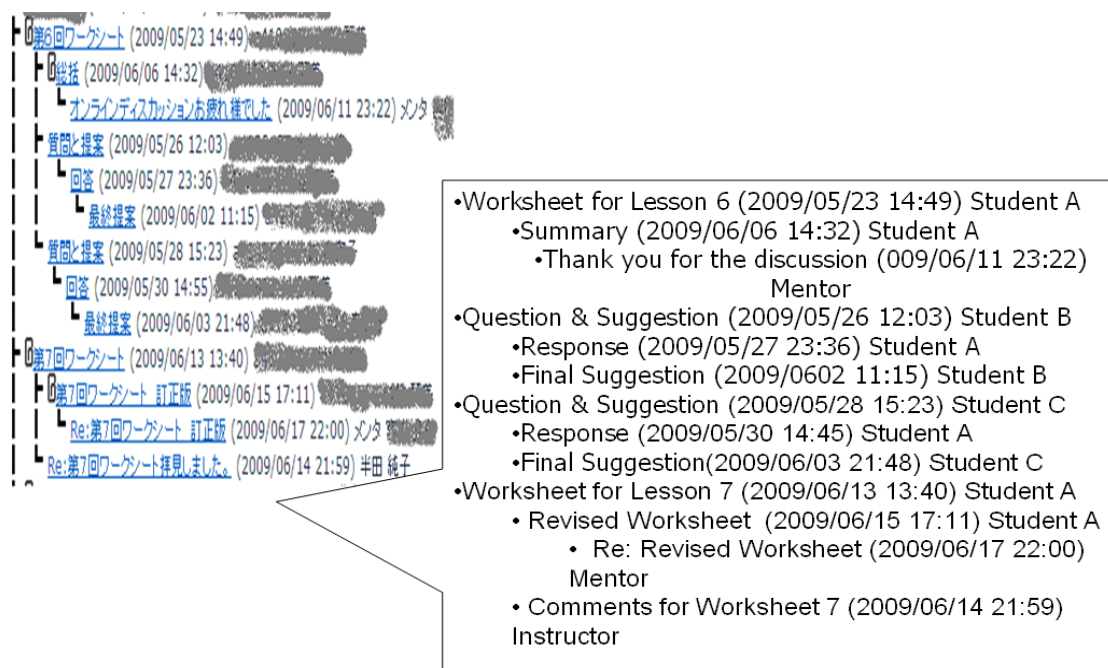 第6回ワークシート (2009/05/23 14:49)
総括 (2009/06/06 14:32)
オンラインディスカッションお疲れ様でした (2009/06/11 23:22) メンタ
質問と提案 (2009/05/26 12:03)
回答 (2009/05/27 23:36)
最終提案 (2009/06/02 11:15)
質問と提案 (2009/05/28 15:23)
回答 (2009/05/30 14:55)
最終提案 (2009/06/03 21:48)
第7回ワークシート (2009/06/13 13:40)
第7回ワークシート 訂正版 (2009/06/15 17:11)
Re:第7回ワークシート 訂正版 (2009/06/17 22:00) メンタ
Re:第7回ワークシート拝見しました。 (2009/06/14 21:59) 半田 純子
•Worksheet for Lesson 6 (2009/05/23 14:49) Student A
•Summary (2009/06/06 14:32) Student A
•Thank you for the discussion (009/06/11 23:22)
Mentor
•Question & Suggestion (2009/05/26 12:03) Student B
•Response (2009/05/27 23:36) Student A
•Final Suggestion (2009/0602 11:15) Student B
•Question & Suggestion (2009/05/28 15:23) Student C
•Response (2009/05/30 14:45) Student A
•Final Suggestion(2009/06/03 21:48) Student C
•Worksheet for Lesson 7 (2009/06/13 13:40) Student A
• Revised Worksheet (2009/06/15 17:11) Student A
• Re: Revised Worksheet (2009/06/17 22:00)
Mentor
• Comments for Worksheet 7 (2009/06/14 21:59)
Instructor